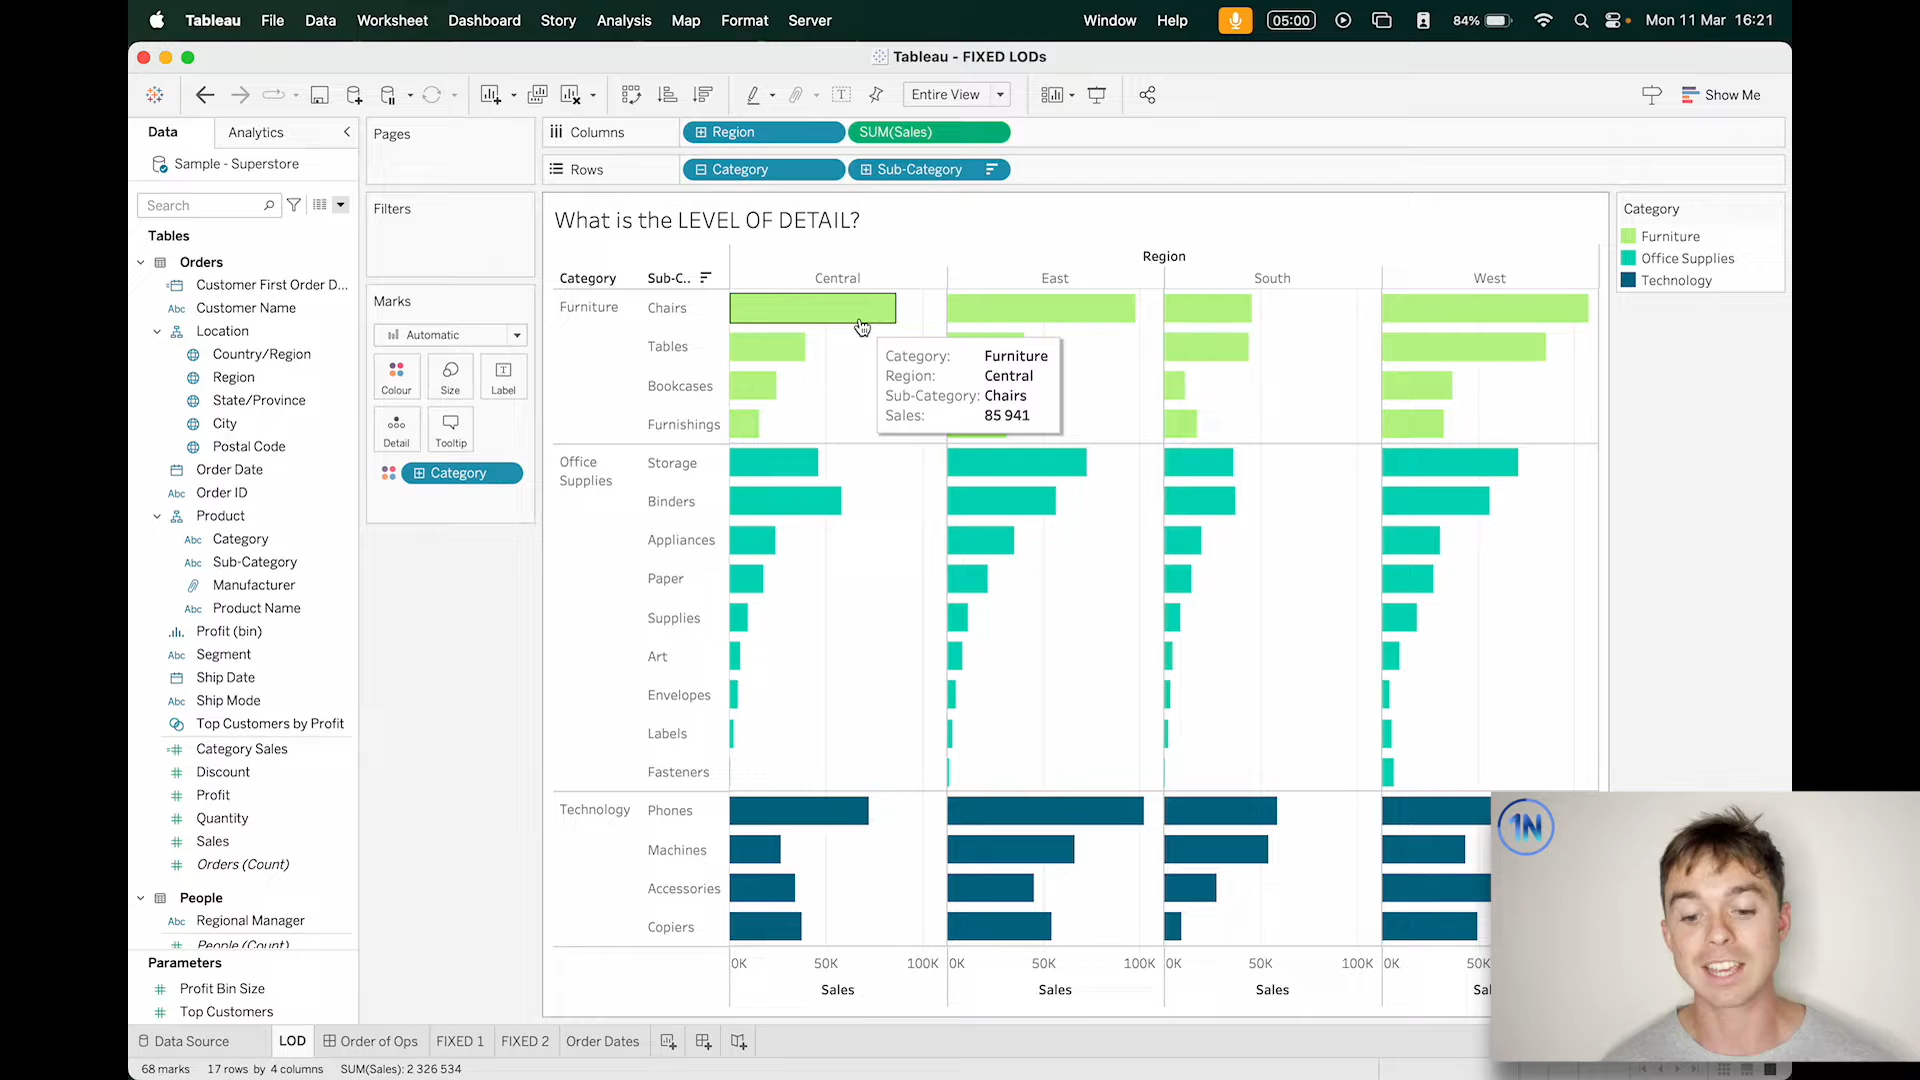 Tableau File Data Worksheet Dashboard Story Analysis Map Format Server Window Help 05:00 84% Mon 11 Mar 16:21
Tableau - FIXED LODs
Entire View Show Me
Data Analytics
Sample - Superstore
Search
Tables
Orders
Customer First Order D...
Abc Customer Name
Location
Country/Region
Region
State/Province
City
Postal Code
Order Date
Abc Order ID
Product
Abc Category
Abc Sub-Category
Manufacturer
Abc Product Name
Profit (bin)
Abc Segment
Ship Date
Abc Ship Mode
Top Customers by Profit
Category Sales
Discount
Profit
Quantity
Sales
Orders (Count)
People
Abc Regional Manager
People (Count)
Parameters
Profit Bin Size
Top Customers
Pages
Filters
Marks
Automatic
Colour Size Label
Detail Tooltip
Category
Columns Region SUM(Sales)
Rows Category Sub-Category
What is the LEVEL OF DETAIL?
Region
Category Sub-C.. Central East South West
Furniture Chairs
Tables
Bookcases
Furnishings
Office
Supplies
Storage
Binders
Appliances
Paper
Supplies
Art
Envelopes
Labels
Fasteners
Technology Phones
Machines
Accessories
Copiers
0K 50K 100K 0K 50K 100K 0K 50K 100K 0K 50K
Sales Sales Sales
Category: Furniture
Region: Central
Sub-Category: Chairs
Sales: 85 941
Category
Furniture
Office Supplies
Technology
1N
Data Source LOD Order of Ops FIXED 1 FIXED 2 Order Dates
68 marks 17 rows by 4 columns SUM(Sales): 2 326 534